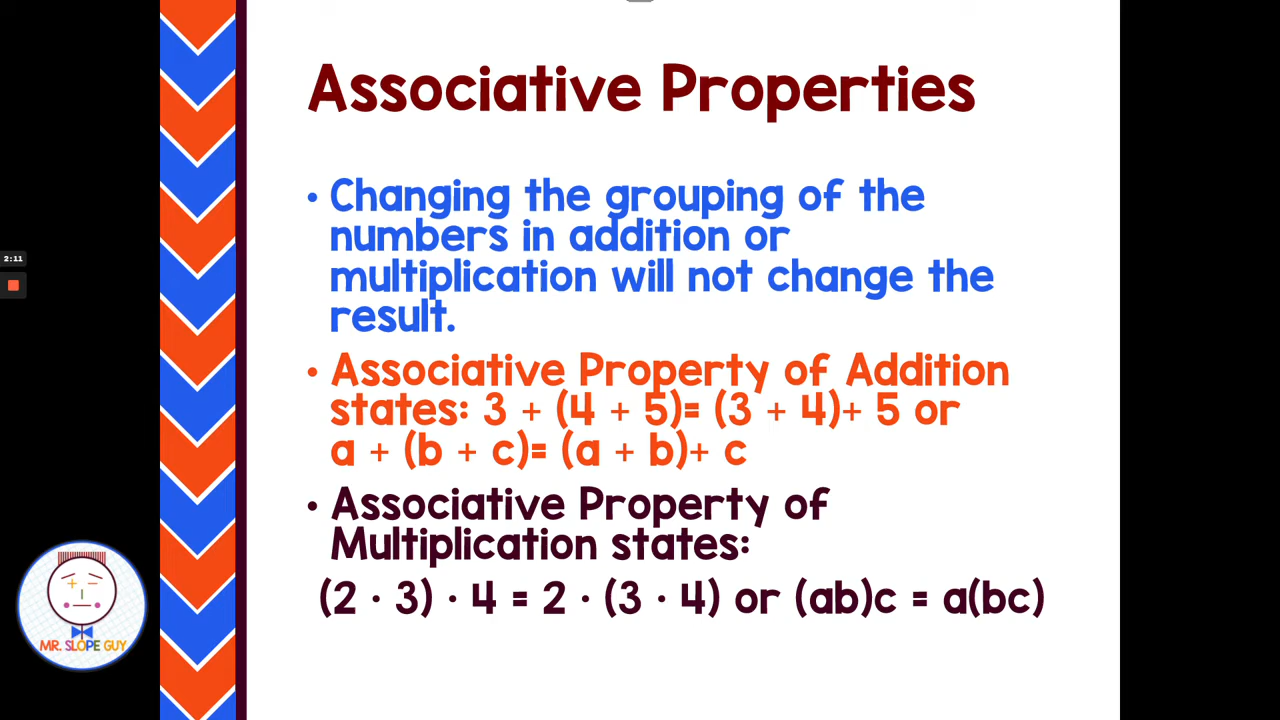 Associative Properties
• Changing the grouping of the
numbers in addition or
multiplication will not change the
result.
• Associative Property of Addition
states: 3 + (4 + 5)= (3 + 4)+ 5 or
a + (b + c)= (a + b)+ c
• Associative Property of
Multiplication states:
(2 · 3) · 4 = 2 · (3 · 4) or (ab)c = a(bc)
2:11
MR. SLOPE GUY